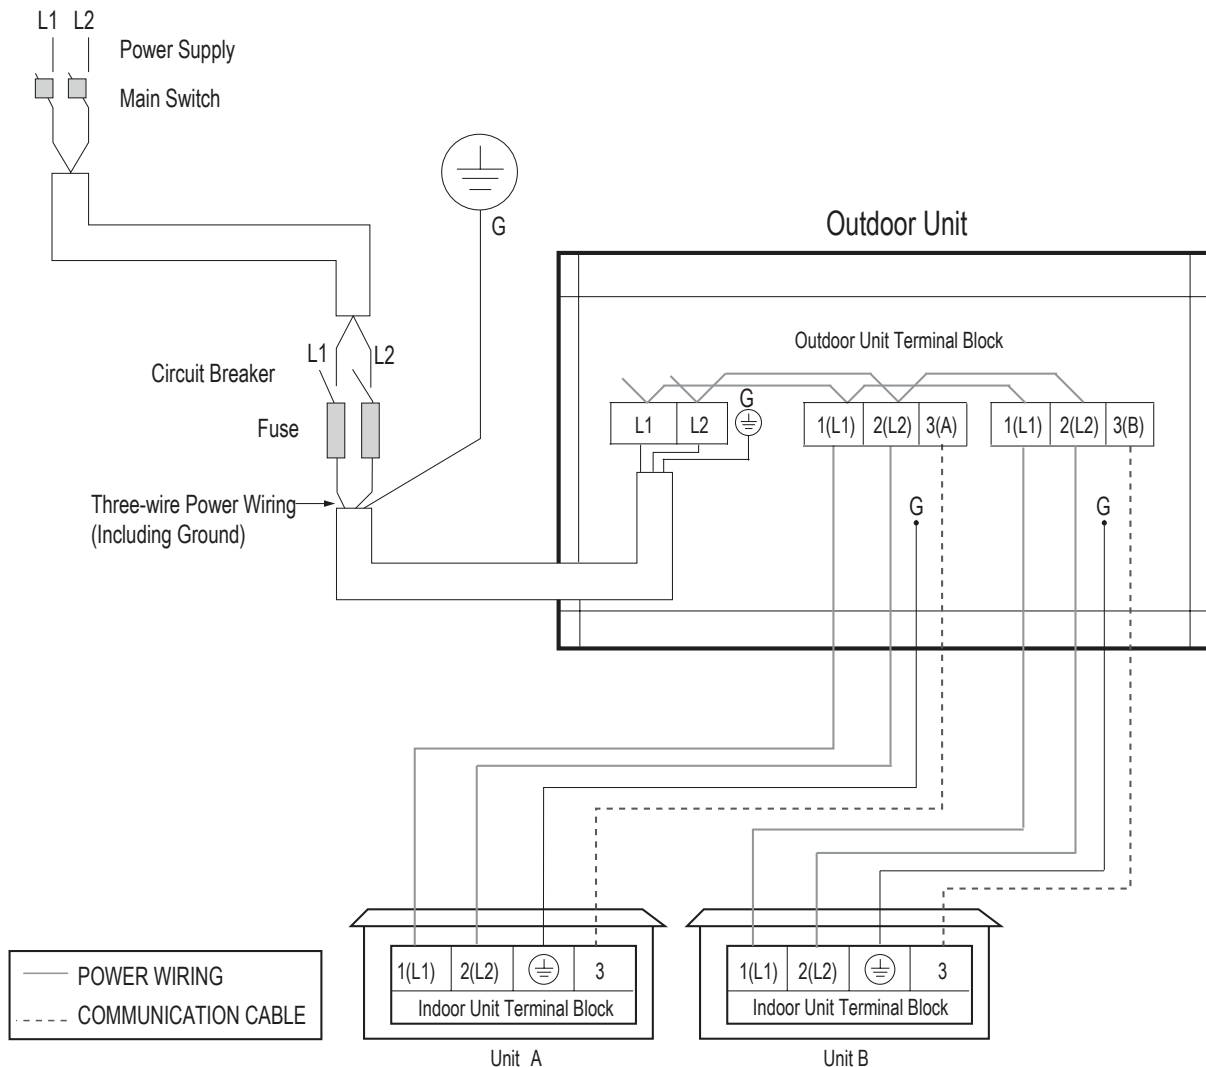 L1 L2
Power Supply
Main Switch
G
Outdoor Unit
Outdoor Unit Terminal Block
L1 L2
Circuit Breaker
Fuse
G
L1 L2
1(L1) 2(L2) 3(A)
1(L1) 2(L2) 3(B)
Three-wire Power Wiring
(Including Ground)
G
G
1(L1) 2(L2) 3
Indoor Unit Terminal Block
Unit A
1(L1) 2(L2) 3
Indoor Unit Terminal Block
Unit B
POWER WIRING
COMMUNICATION CABLE